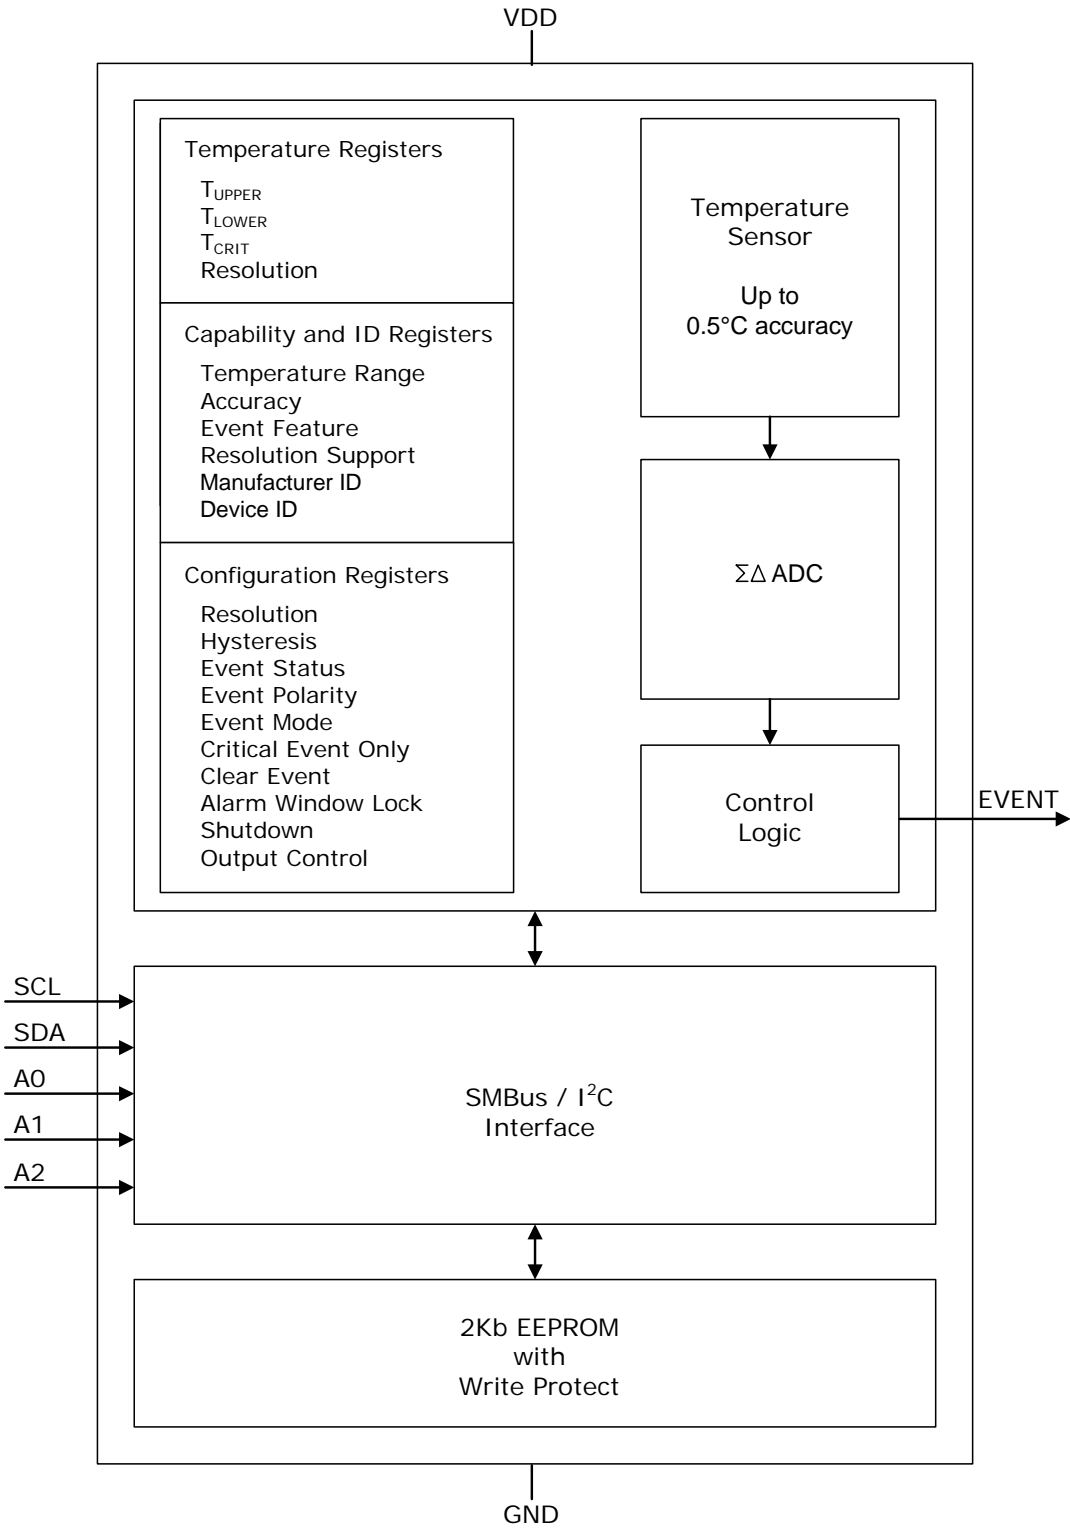 VDD
Temperature Registers
T_UPPER
T_LOWER
T_CRIT
Resolution
Capability and ID Registers
Temperature Range
Accuracy
Event Feature
Resolution Support
Manufacturer ID
Device ID
Configuration Registers
Resolution
Hysteresis
Event Status
Event Polarity
Event Mode
Critical Event Only
Clear Event
Alarm Window Lock
Shutdown
Output Control
Temperature
Sensor
Up to
0.5°C accuracy
ΣΔ ADC
Control
Logic
EVENT
SCL
SDA
A0
A1
A2
SMBus / I²C
Interface
2Kb EEPROM
with
Write Protect
GND